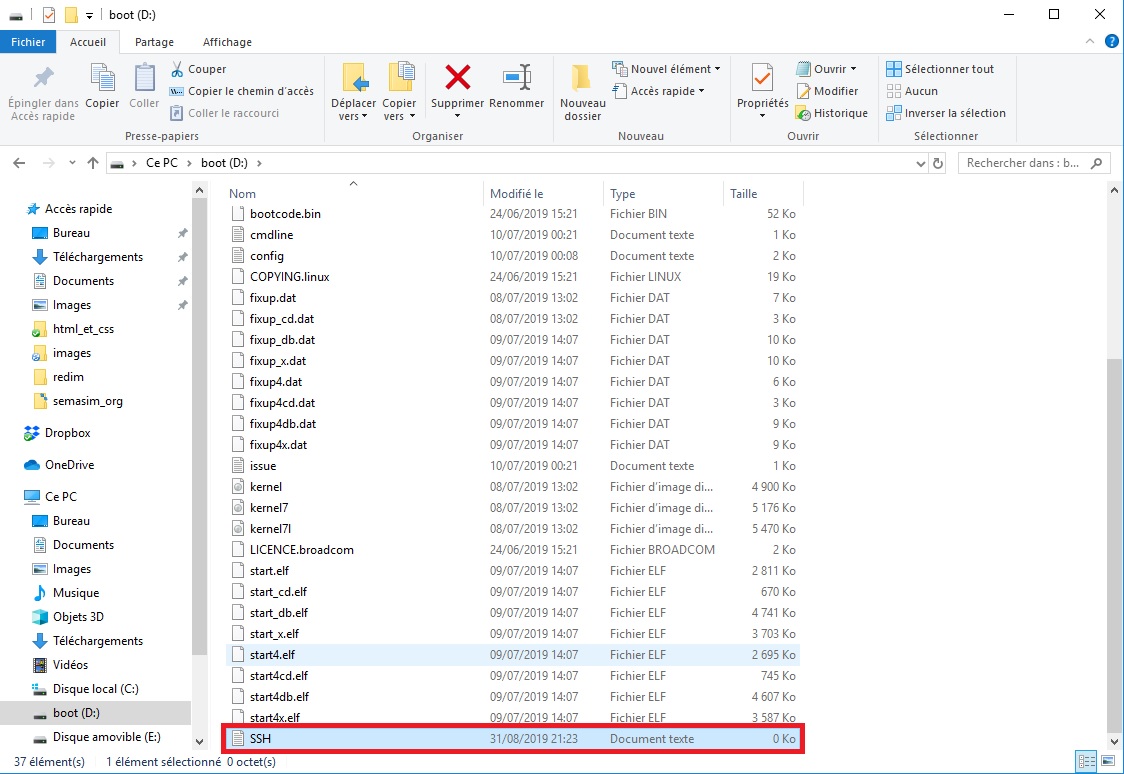 boot (D:)
Fichier Accueil Partage Affichage
Épingler dans Accès rapide
Copier
Coller
Couper
Copier le chemin d'accès
Coller le raccourci
Presse-papiers
Déplacer vers
Copier vers
Supprimer
Renommer
Organiser
Nouveau dossier
Nouvel élément
Accès rapide
Nouveau
Propriétés
Ouvrir
Modifier
Historique
Ouvrir
Sélectionner tout
Aucun
Inverser la sélection
Sélectionner
Ce PC > boot (D:) >
Rechercher dans : b...
Accès rapide
Bureau
Téléchargements
Documents
Images
html_et_css
images
redim
semasim_org
Dropbox
OneDrive
Ce PC
Bureau
Documents
Images
Musique
Objets 3D
Téléchargements
Vidéos
Disque local (C:)
boot (D:)
Disque amovible (E:)
Nom Modifié le Type Taille
bootcode.bin 24/06/2019 15:21 Fichier BIN 52 Ko
cmdline 10/07/2019 00:21 Document texte 1 Ko
config 10/07/2019 00:08 Document texte 2 Ko
COPYING.linux 24/06/2019 15:21 Fichier LINUX 19 Ko
fixup.dat 08/07/2019 13:02 Fichier DAT 7 Ko
fixup_cd.dat 08/07/2019 13:02 Fichier DAT 3 Ko
fixup_db.dat 09/07/2019 14:07 Fichier DAT 10 Ko
fixup_x.dat 09/07/2019 14:07 Fichier DAT 10 Ko
fixup4.dat 09/07/2019 14:07 Fichier DAT 6 Ko
fixup4cd.dat 09/07/2019 14:07 Fichier DAT 3 Ko
fixup4db.dat 09/07/2019 14:07 Fichier DAT 9 Ko
fixup4x.dat 09/07/2019 14:07 Fichier DAT 9 Ko
issue 10/07/2019 00:21 Document texte 1 Ko
kernel 08/07/2019 13:02 Fichier d'image di... 4 900 Ko
kernel7 08/07/2019 13:02 Fichier d'image di... 5 176 Ko
kernel7l 08/07/2019 13:02 Fichier d'image di... 5 470 Ko
LICENCE.broadcom 24/06/2019 15:21 Fichier BROADCOM 2 Ko
start.elf 09/07/2019 14:07 Fichier ELF 2 811 Ko
start_cd.elf 09/07/2019 14:07 Fichier ELF 670 Ko
start_db.elf 09/07/2019 14:07 Fichier ELF 4 741 Ko
start_x.elf 09/07/2019 14:07 Fichier ELF 3 703 Ko
start4.elf 09/07/2019 14:07 Fichier ELF 2 695 Ko
start4cd.elf 09/07/2019 14:07 Fichier ELF 745 Ko
start4db.elf 09/07/2019 14:07 Fichier ELF 4 607 Ko
start4x.elf 09/07/2019 14:07 Fichier ELF 3 587 Ko
SSH 31/08/2019 21:23 Document texte 0 Ko
37 élément(s) 1 élément sélectionné 0 octet(s)